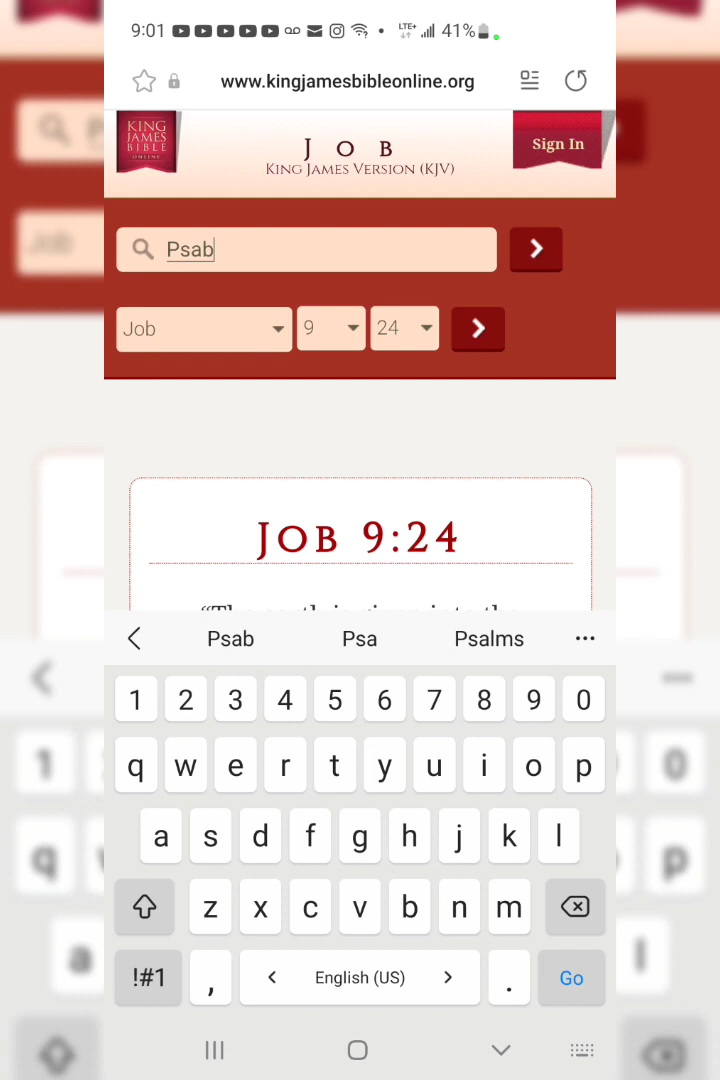 9:01 LTE+ 41%
www.kingjamesbibleonline.org
KING
JAMES
BIBLE
ONLINE
JOB
KING JAMES VERSION (KJV)
Sign In
Psab
Job 9 24
JOB 9:24
Psab Psa Psalms
1 2 3 4 5 6 7 8 9 0
q w e r t y u i o p
a s d f g h j k l
z x c v b n m
!#1 , English (US) . Go